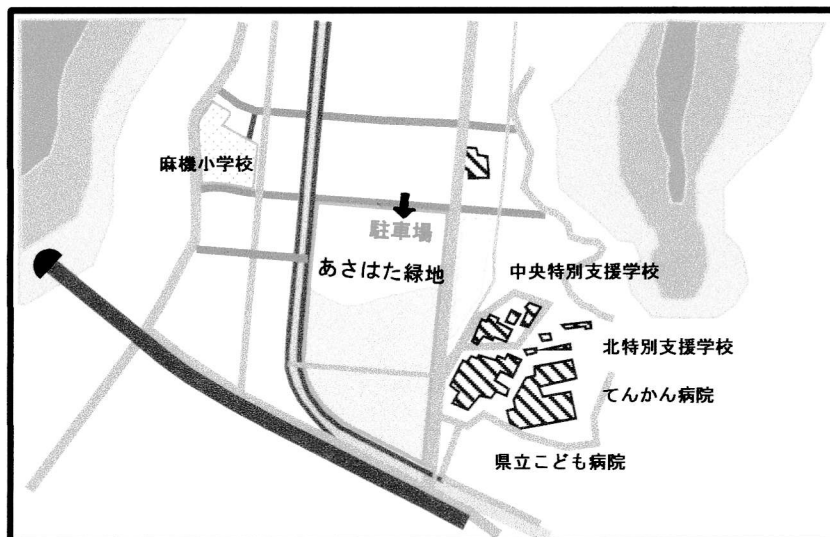 麻機小学校
駐車場
あさはた緑地
中央特別支援学校
北特別支援学校
てんかん病院
県立こども病院